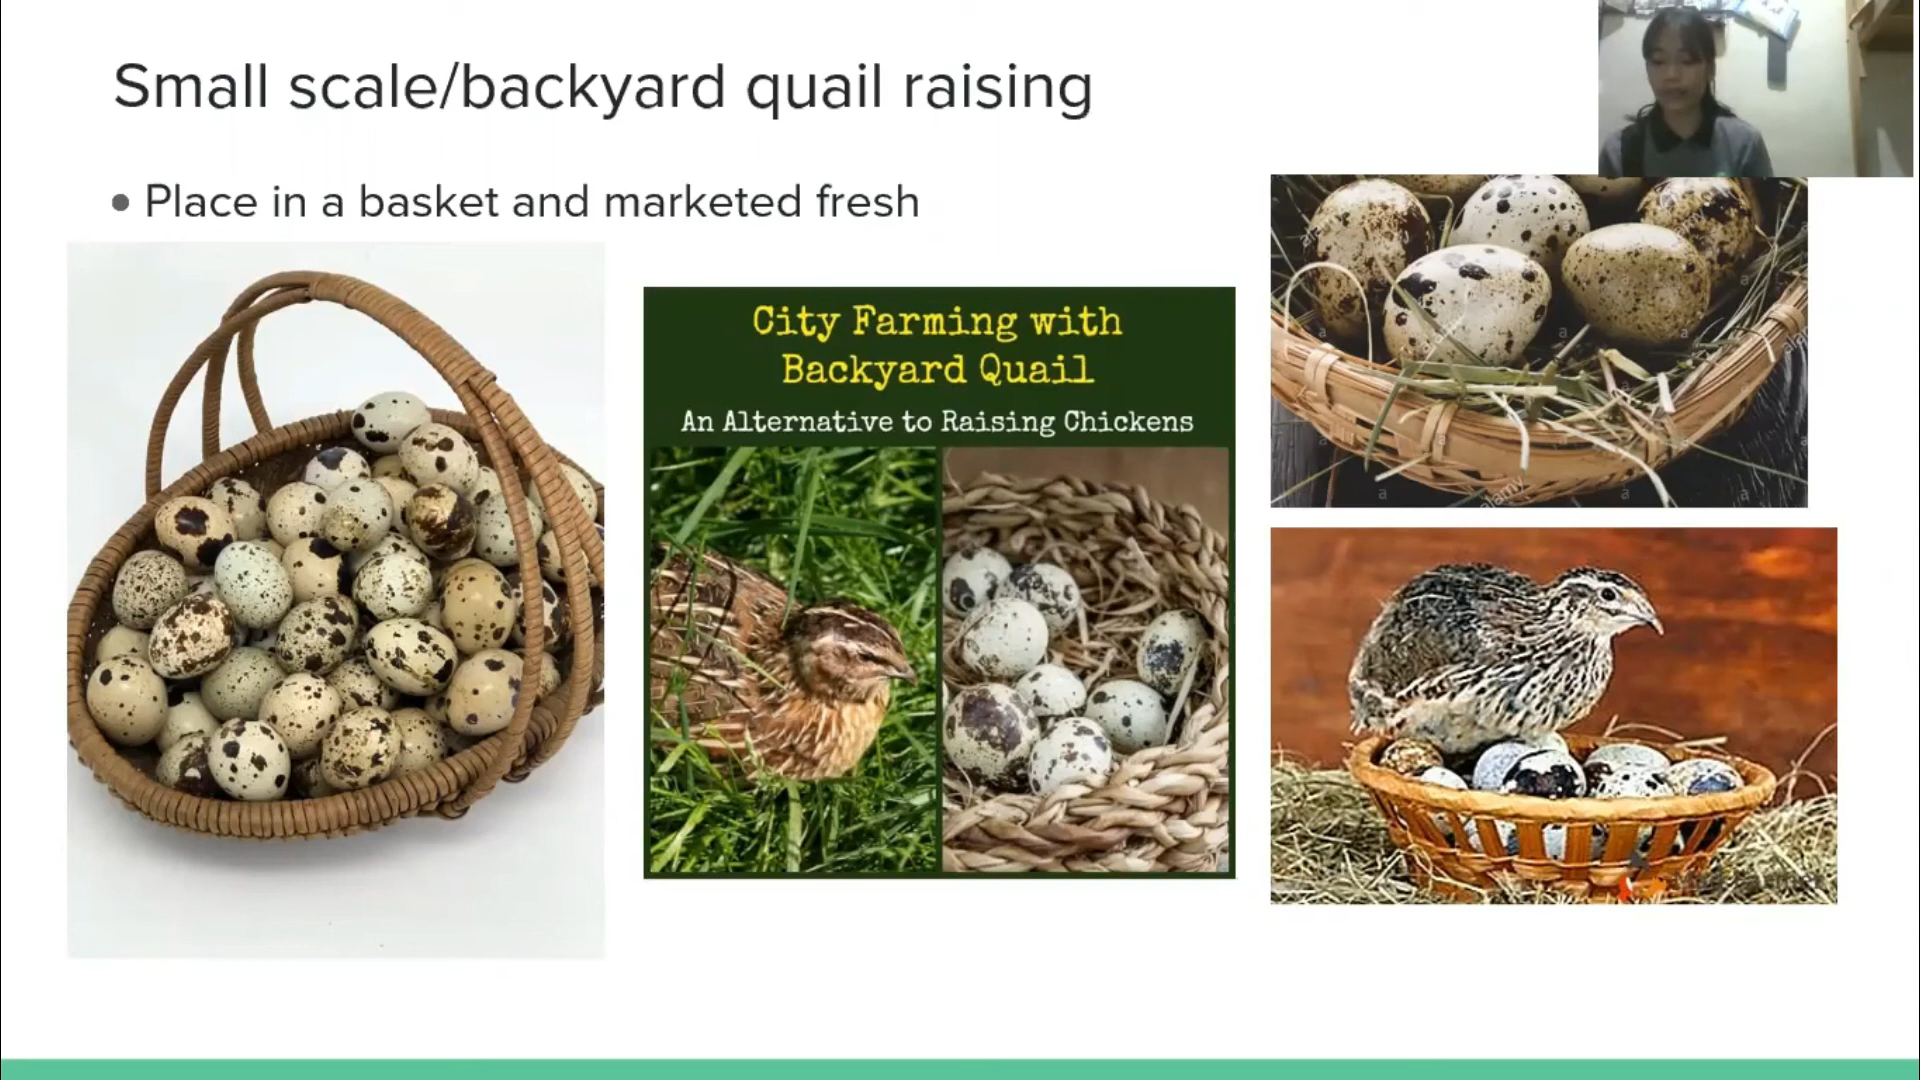 Small scale/backyard quail raising
Place in a basket and marketed fresh
City Farming with
Backyard Quail
An Alternative to Raising Chickens
alamy